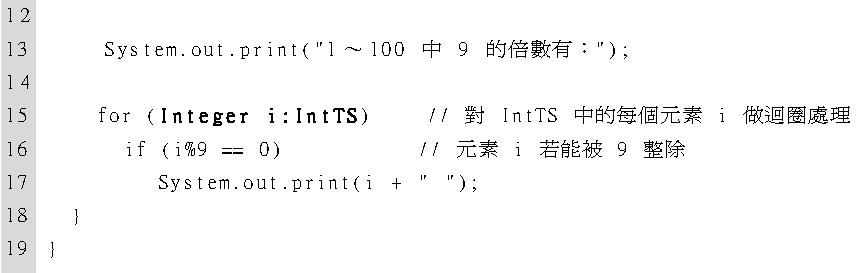 12
13 System.out.print("1～100 中 9 的倍數有：");
14
15 for (Integer i:IntTS) // 對 IntTS 中的每個元素 i 做迴圈處理
16 if (i%9 == 0) // 元素 i 若能被 9 整除
17 System.out.print(i + " ");
18 }
19 }